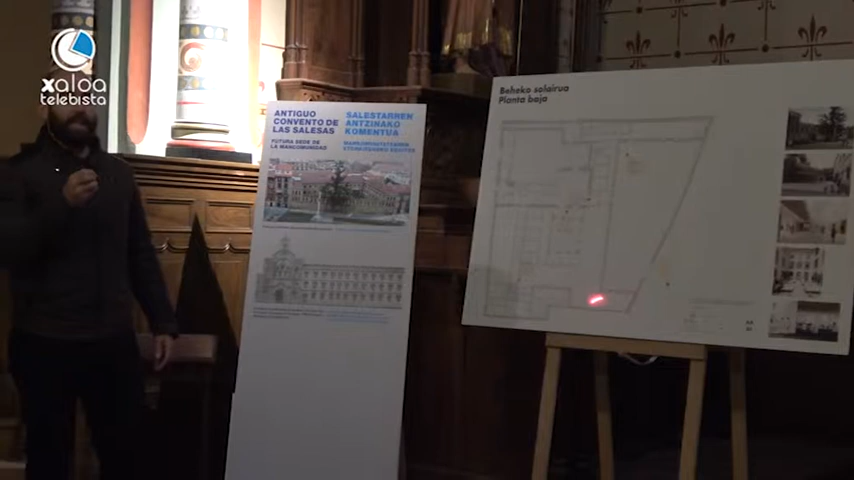 xaloa
telebista
ANTIGUO
CONVENTO DE
LAS SALESAS
FUTURA SEDE DE
LA MANCOMUNIDAD
SALESTARREN
ANTZINAKO
KOMENTUA
Beheko solairua
Planta baja